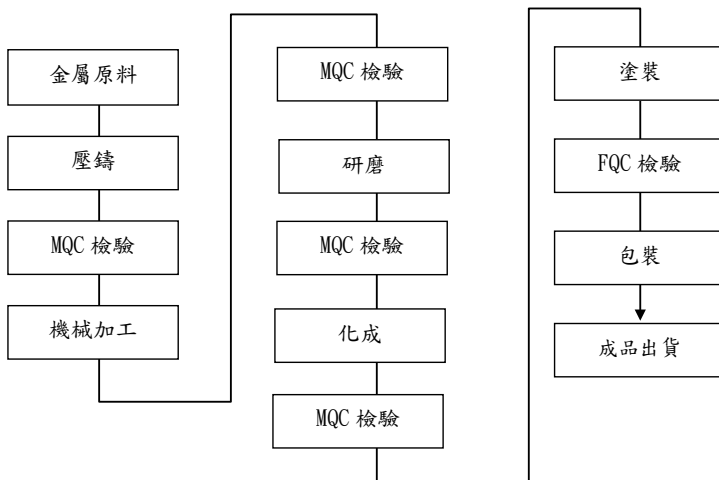 金屬原料
壓鑄
MQC 檢驗
機械加工
MQC 檢驗
研磨
MQC 檢驗
化成
MQC 檢驗
塗裝
FQC 檢驗
包裝
成品出貨